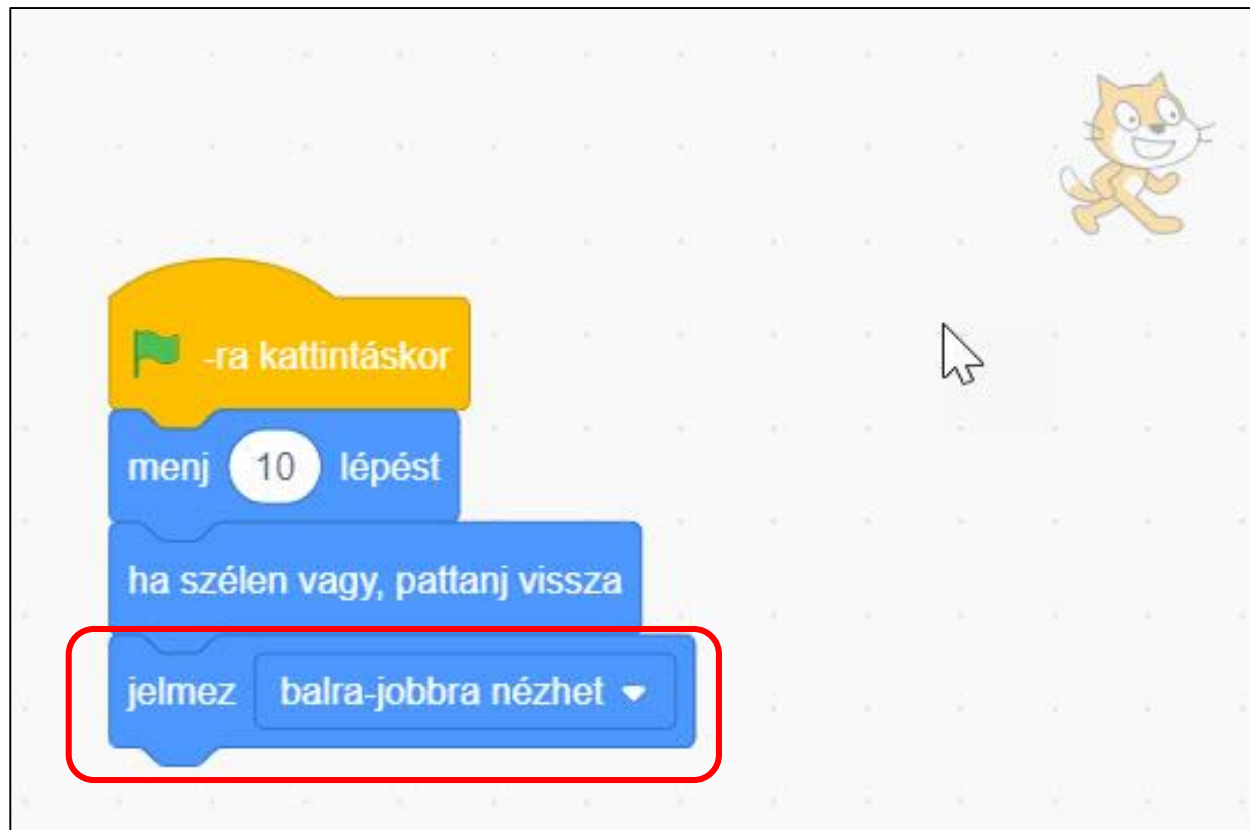 -ra kattintáskor
menj 10 lépést
ha szélen vagy, pattanj vissza
jelmez balra-jobbra nézhet